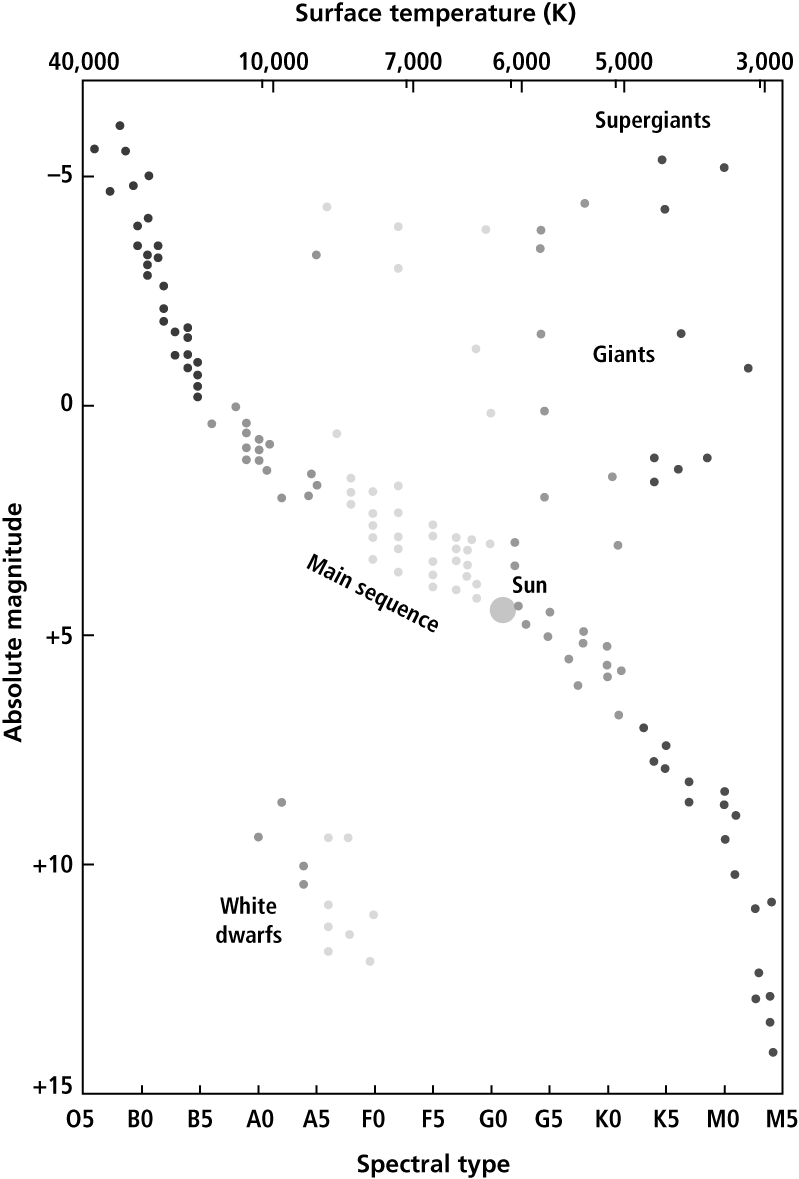 Surface temperature (K)
40,000 10,000 7,000 6,000 5,000 3,000
Supergiants
−5
Giants
0
Absolute magnitude
Main sequence
Sun
+5
+10
White
dwarfs
+15
O5 B0 B5 A0 A5 F0 F5 G0 G5 K0 K5 M0 M5
Spectral type